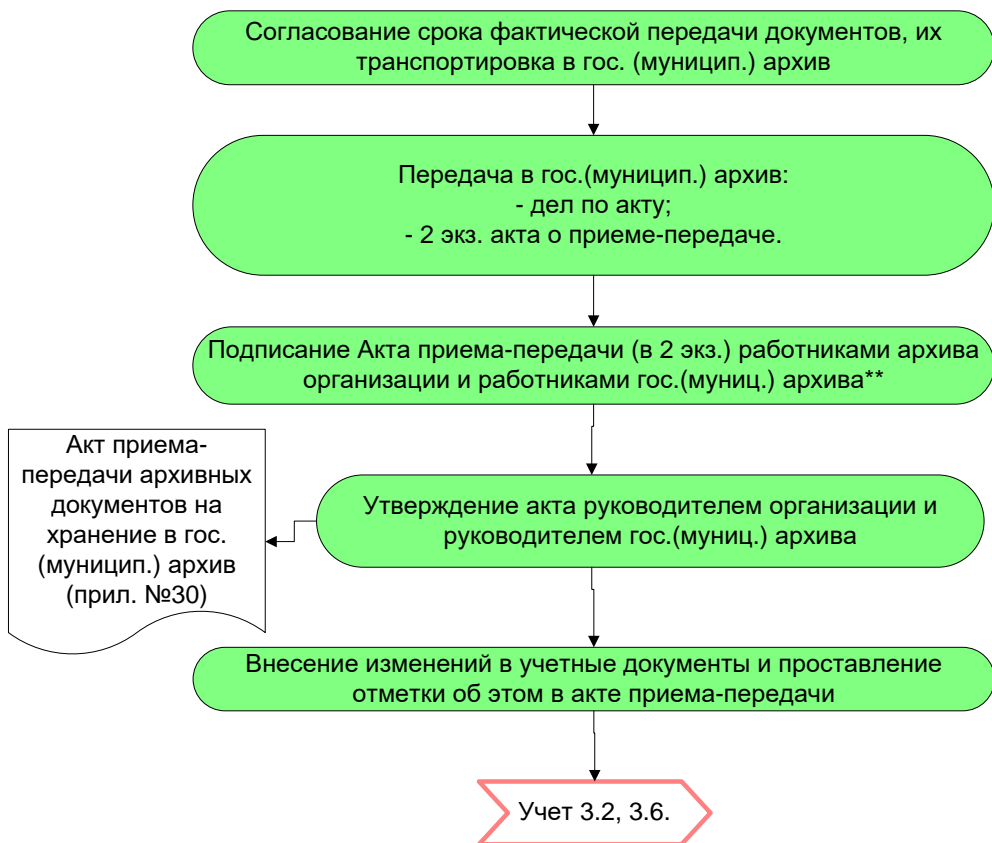 Согласование срока фактической передачи документов, их
транспортировка в гос. (муницип.) архив
Передача в гос.(муницип.) архив:
- дел по акту;
- 2 экз. акта о приеме-передаче.
Подписание Акта приема-передачи (в 2 экз.) работниками архива
организации и работниками гос.(муниц.) архива**
Акт приема-
передачи архивных
документов на
хранение в гос.
(муницип.) архив
(прил. №30)
Утверждение акта руководителем организации и
руководителем гос.(муниц.) архива
Внесение изменений в учетные документы и проставление
отметки об этом в акте приема-передачи
Учет 3.2, 3.6.